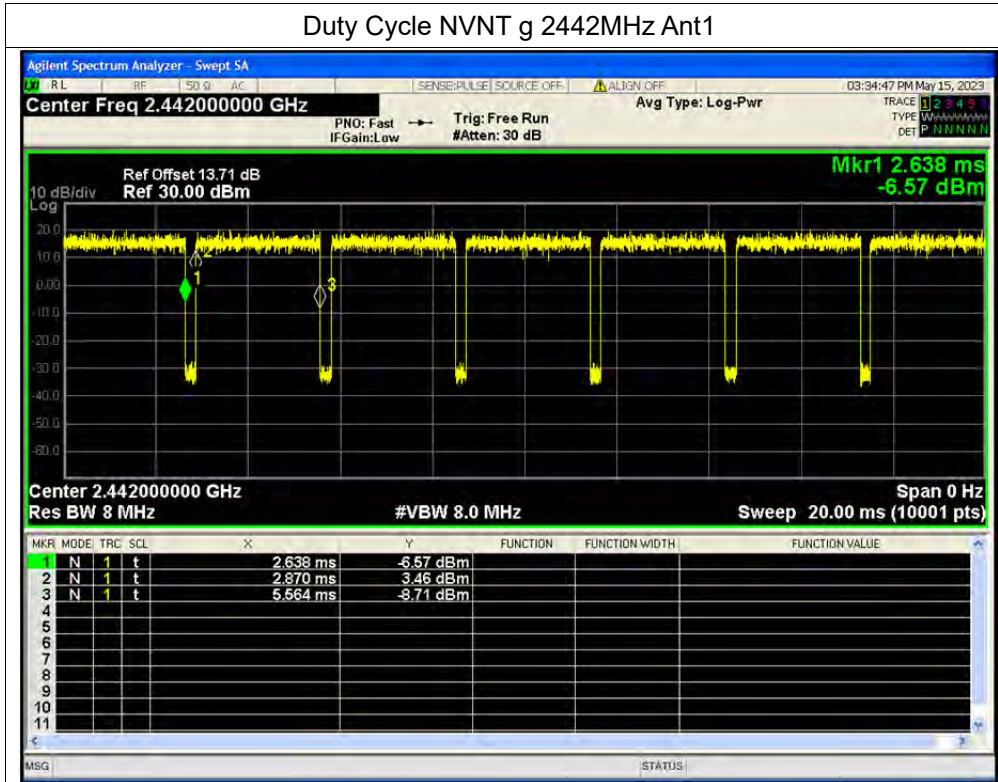 Duty Cycle NVNT g 2442MHz Ant1
Agilent Spectrum Analyzer - Swept SA
RL RF 50 Ω AC SENSE:PULSE SOURCE OFF ALIGN OFF 03:34:47 PM May 15, 2023
Center Freq 2.442000000 GHz Avg Type: Log-Pwr TRACE 1 2 3 4 5 6
PNO: Fast Trig: Free Run TYPE W
IFGain:Low #Atten: 30 dB DET P N N N N N
Mkr1 2.638 ms
Ref Offset 13.71 dB
-6.57 dBm
10 dB/div Ref 30.00 dBm
Log
20.0
10.0
0.00
-10.0
-20.0
-30.0
-40.0
-50.0
-60.0
2
1
3
Center 2.442000000 GHz Span 0 Hz
Res BW 8 MHz #VBW 8.0 MHz Sweep 20.00 ms (10001 pts)
MKR MODE TRC SCL X Y FUNCTION FUNCTION WIDTH FUNCTION VALUE
1 N 1 t 2.638 ms -6.57 dBm
2 N 1 t 2.870 ms 3.46 dBm
3 N 1 t 5.564 ms -8.71 dBm
4
5
6
7
8
9
10
11
MSG STATUS